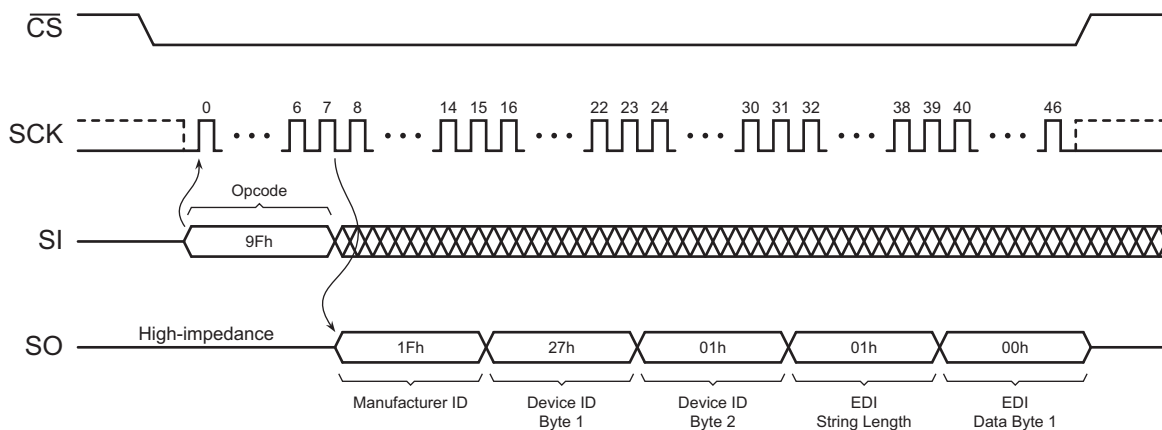 CS
0 6 7 8 14 15 16 22 23 24 30 31 32 38 39 40 46
SCK
Opcode
SI
9Fh
High-impedance
SO
1Fh 27h 01h 01h 00h
Manufacturer ID Device ID Device ID EDI EDI
Byte 1 Byte 2 String Length Data Byte 1